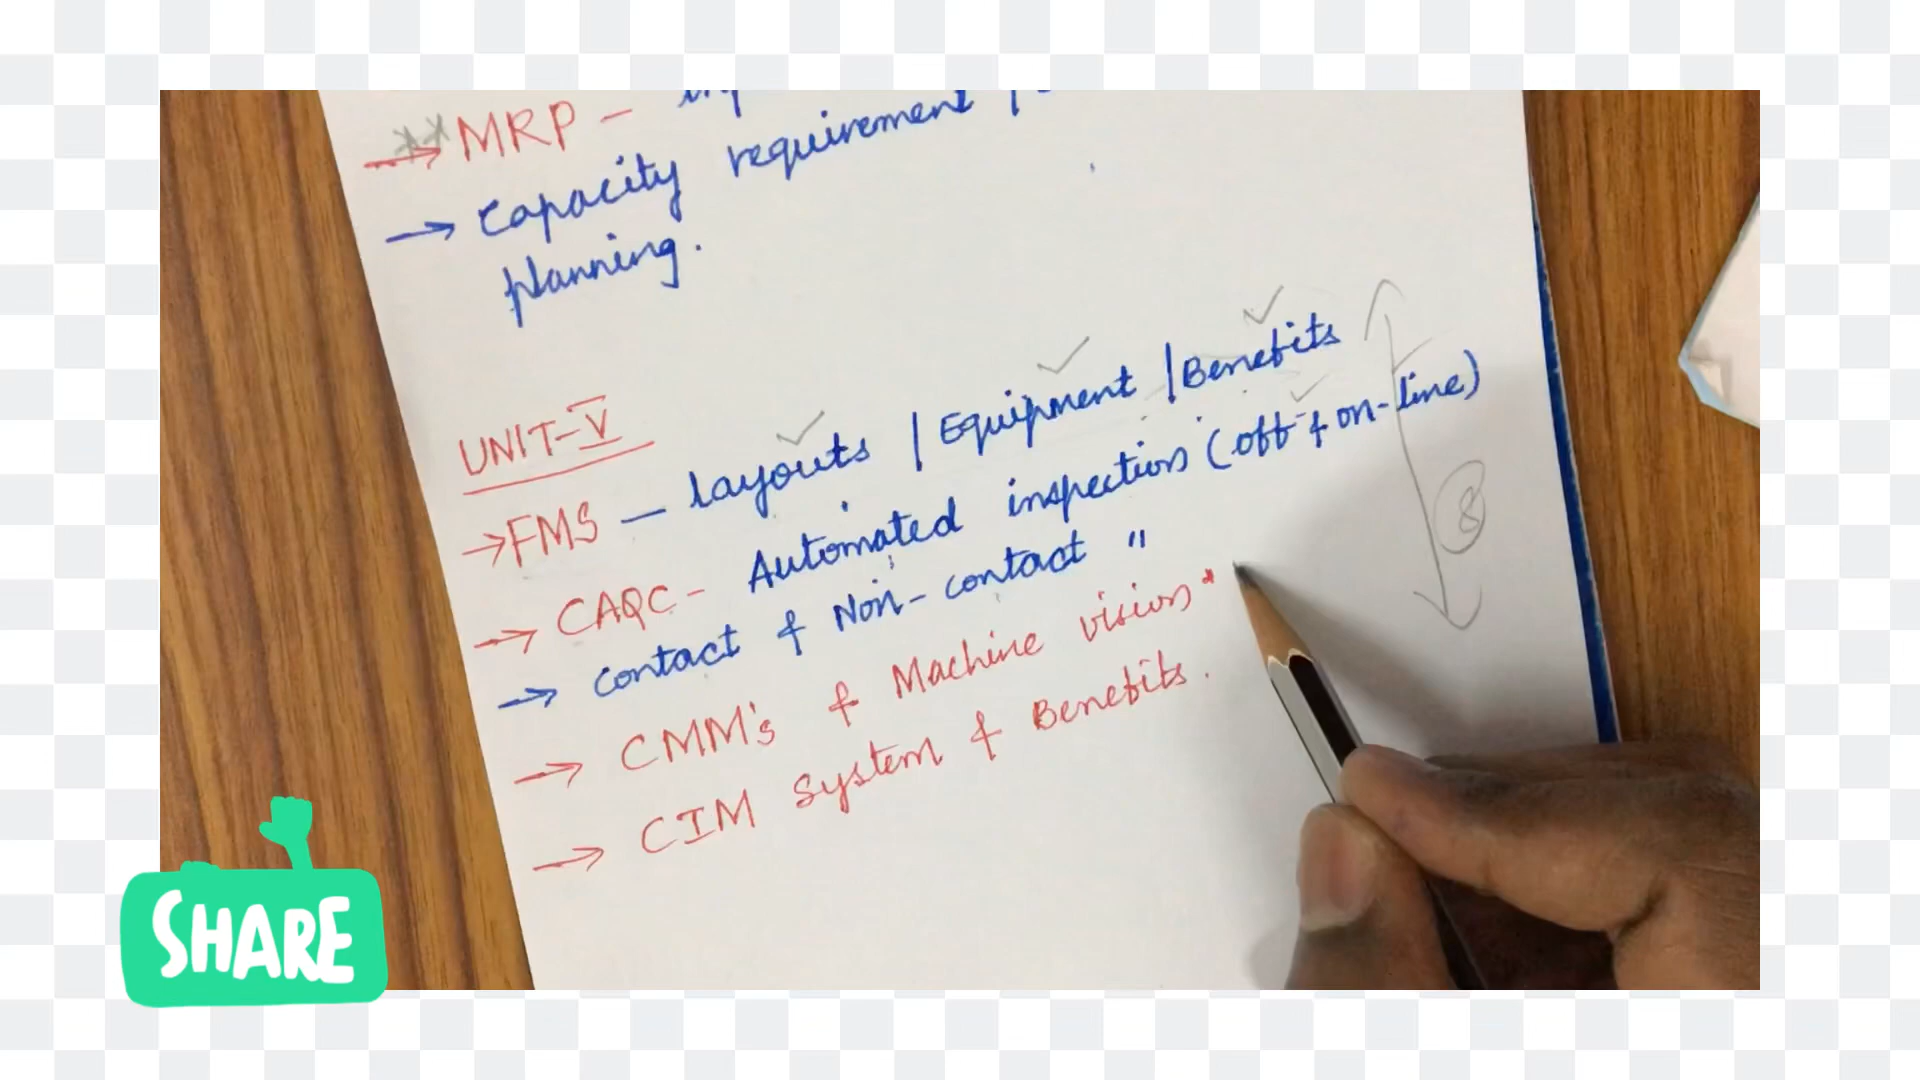 ** → MRP -
→ Capacity requirement
planning.
UNIT-V
→ FMS - Layouts | Equipment | Benefits
→ CAQC - Automated inspection (off & on-line)
→ Contact & Non-contact "
→ CMM's & Machine vision *
→ CIM System & Benefits.
8
SHARE